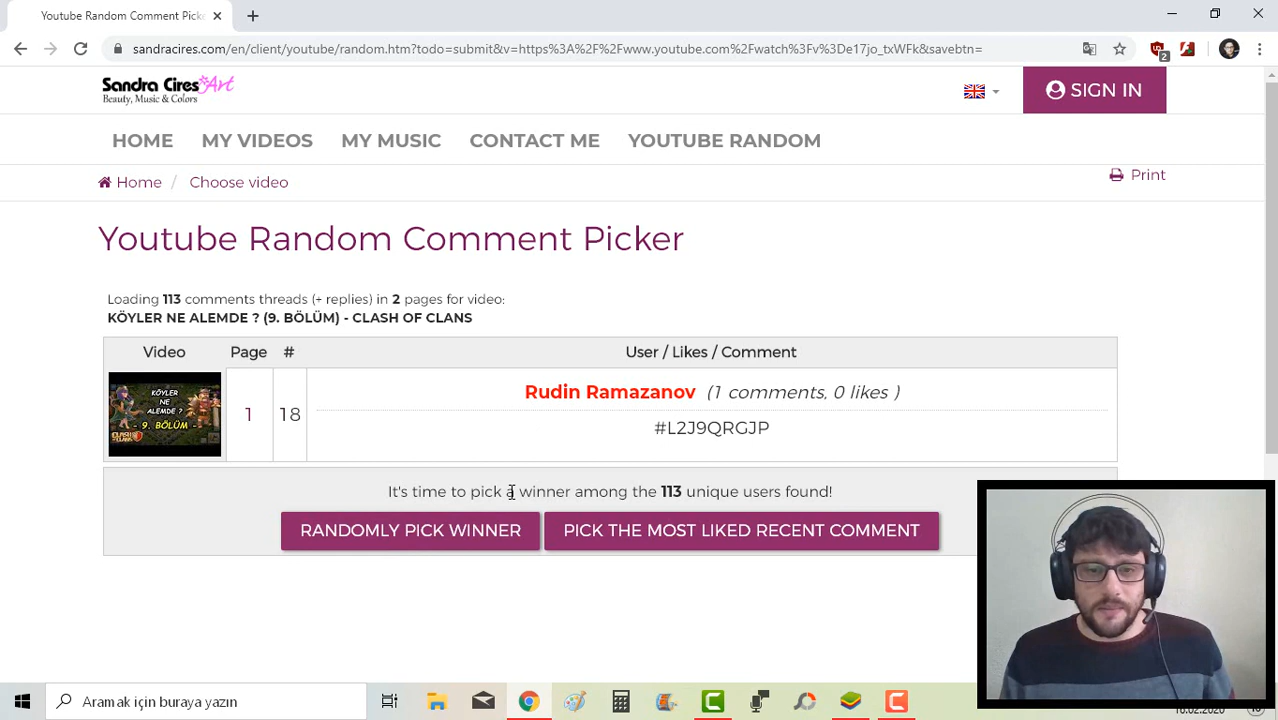 Youtube Random Comment Picke
sandracires.com/en/client/youtube/random.htm?todo=submit&v=https%3A%2F%2Fwww.youtube.com%2Fwatch%3Fv%3De17jo_txWFk&savebtn=
2
Sandra Cires Art
Beauty, Music & Colors
SIGN IN
HOME MY VIDEOS MY MUSIC CONTACT ME YOUTUBE RANDOM
Home / Choose video
Print
Youtube Random Comment Picker
Loading 113 comments threads (+ replies) in 2 pages for video:
KÖYLER NE ALEMDE ? (9. BÖLÜM) - CLASH OF CLANS
Video Page # User / Likes / Comment
KÖYLER
NE
ALEMDE ?
- 9. BÖLÜM -
1 18
Rudin Ramazanov (1 comments, 0 likes )
#L2J9QRGJP
It's time to pick a winner among the 113 unique users found!
RANDOMLY PICK WINNER PICK THE MOST LIKED RECENT COMMENT
Aramak için buraya yazın
16.02.2020